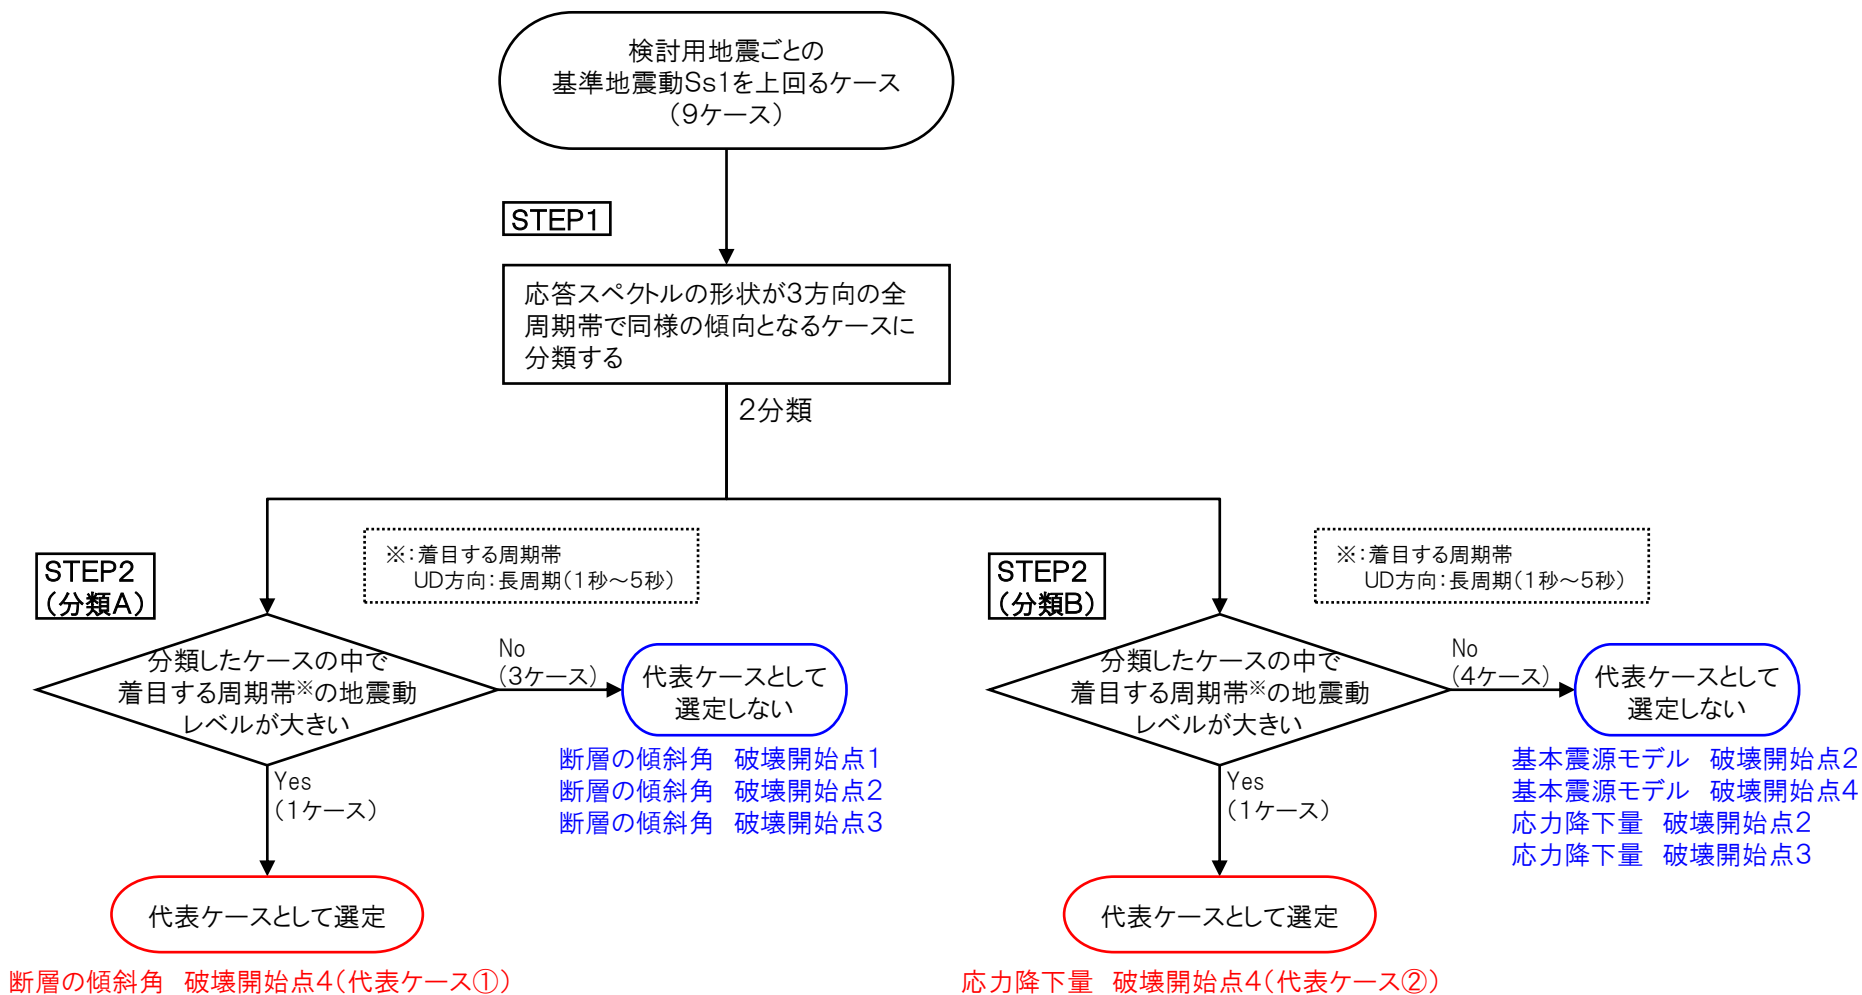 検討用地震ごとの
基準地震動Ss1を上回るケース
(9ケース)
STEP1
応答スペクトルの形状が3方向の全
周期帯で同様の傾向となるケースに
分類する
2分類
STEP2
(分類A)
※:着目する周期帯
UD方向:長周期(1秒~5秒)
分類したケースの中で
着目する周期帯※の地震動
レベルが大きい
No
(3ケース)
代表ケースとして
選定しない
断層の傾斜角 破壊開始点1
断層の傾斜角 破壊開始点2
断層の傾斜角 破壊開始点3
Yes
(1ケース)
代表ケースとして選定
断層の傾斜角 破壊開始点4(代表ケース①)
STEP2
(分類B)
※:着目する周期帯
UD方向:長周期(1秒~5秒)
分類したケースの中で
着目する周期帯※の地震動
レベルが大きい
No
(4ケース)
代表ケースとして
選定しない
基本震源モデル 破壊開始点2
基本震源モデル 破壊開始点4
応力降下量 破壊開始点2
応力降下量 破壊開始点3
Yes
(1ケース)
代表ケースとして選定
応力降下量 破壊開始点4(代表ケース②)